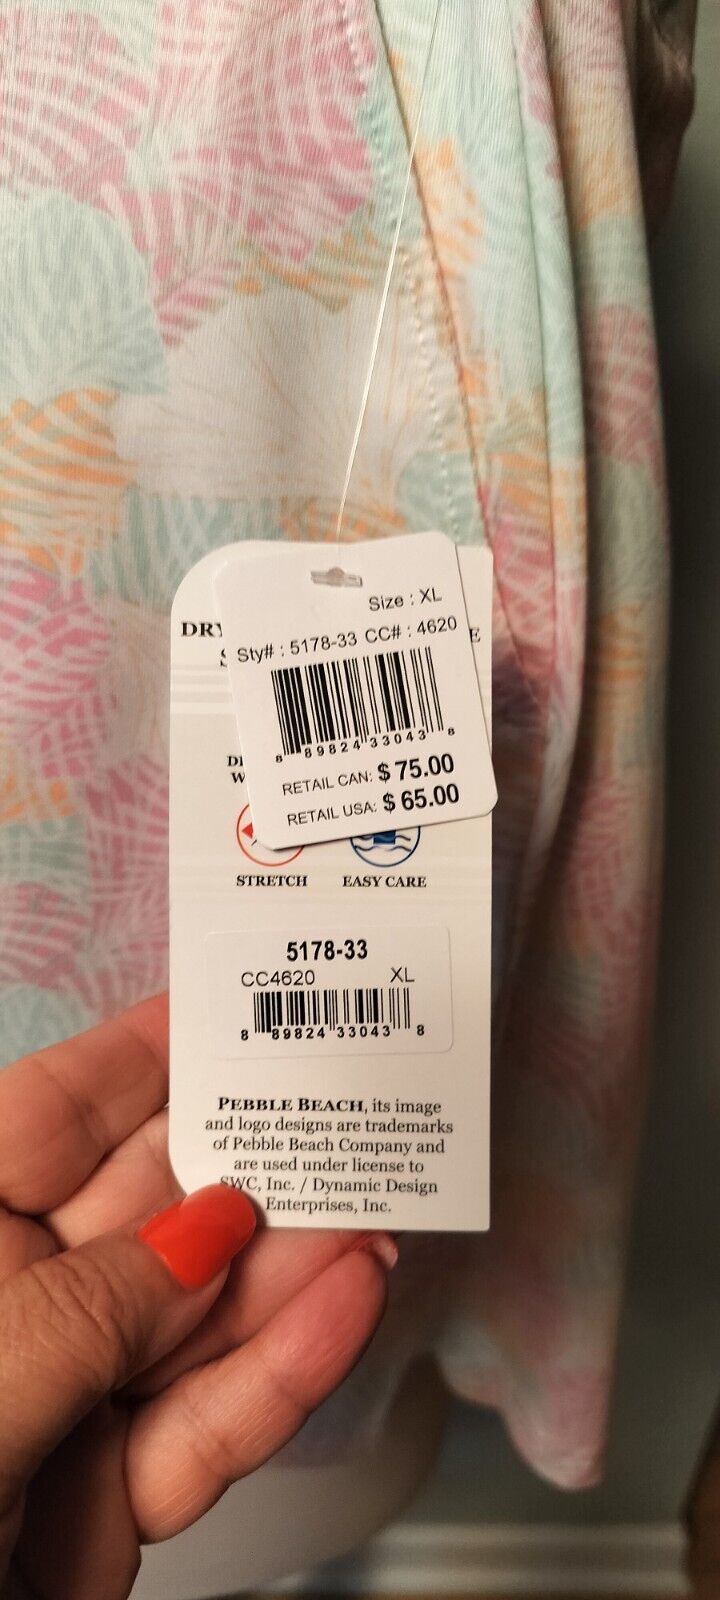 Size : XL
Sty# : 5178-33 CC# : 4620
8 89824 33043 8
RETAIL CAN: $ 75.00
RETAIL USA: $ 65.00
STRETCH EASY CARE
5178-33
CC4620 XL
8 89824 33043 8
PEBBLE BEACH, its image
and logo designs are trademarks
of Pebble Beach Company and
are used under license to
SWC, Inc. / Dynamic Design
Enterprises, Inc.